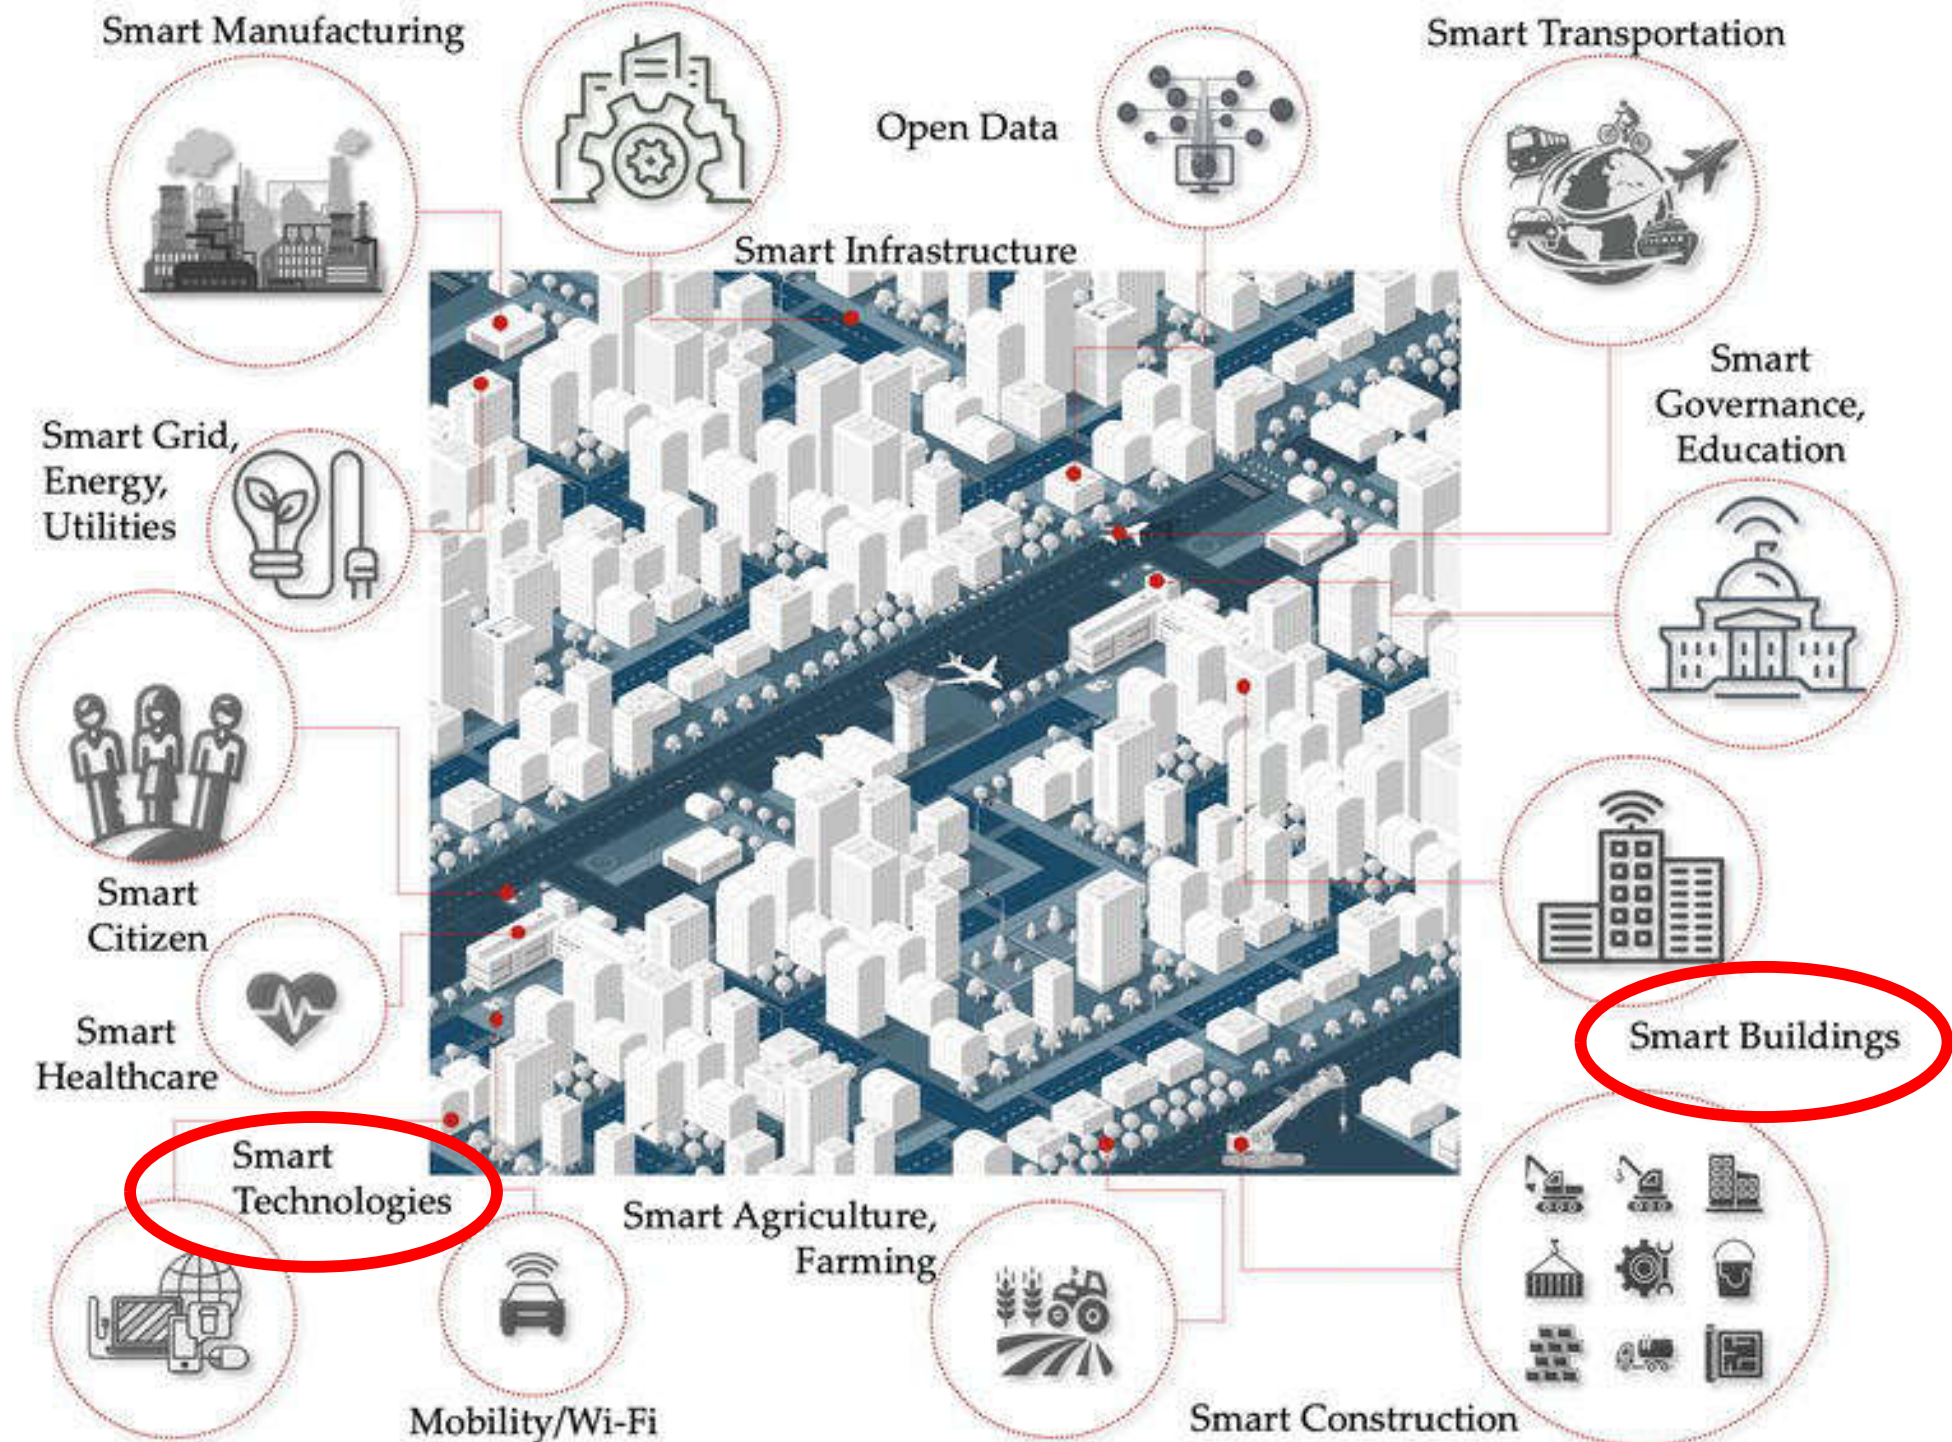 Smart Manufacturing
Smart Transportation
Open Data
Smart Infrastructure
Smart
Governance,
Education
Smart Grid,
Energy,
Utilities
Smart
Citizen
Smart
Healthcare
Smart Buildings
Smart
Technologies
Smart Agriculture,
Farming
Mobility/Wi-Fi
Smart Construction